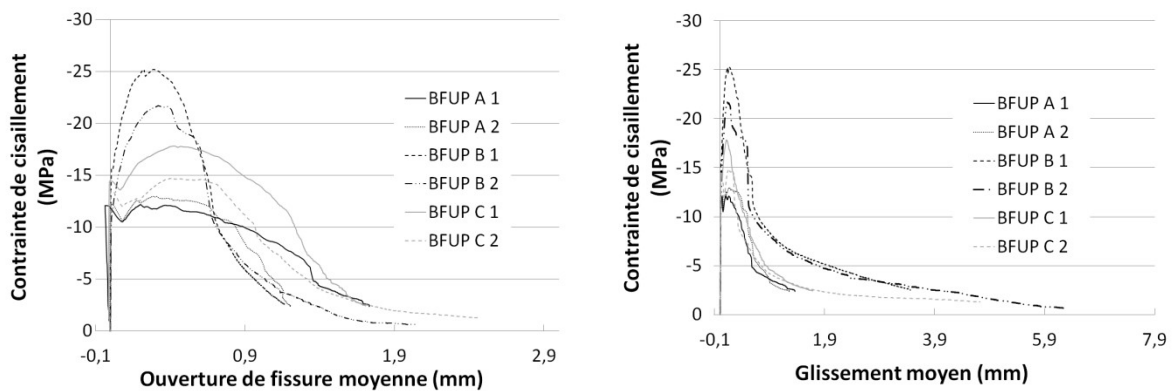 Contrainte de cisaillement
(MPa)
-30
-25
-20
-15
-10
-5
0
-0,1
0,9
1,9
2,9
Ouverture de fissure moyenne (mm)
BFUP A 1
BFUP A 2
BFUP B 1
BFUP B 2
BFUP C 1
BFUP C 2
Contrainte de cisaillement
(MPa)
-30
-25
-20
-15
-10
-5
0
-0,1
1,9
3,9
5,9
7,9
Glissement moyen (mm)
BFUP A 1
BFUP A 2
BFUP B 1
BFUP B 2
BFUP C 1
BFUP C 2